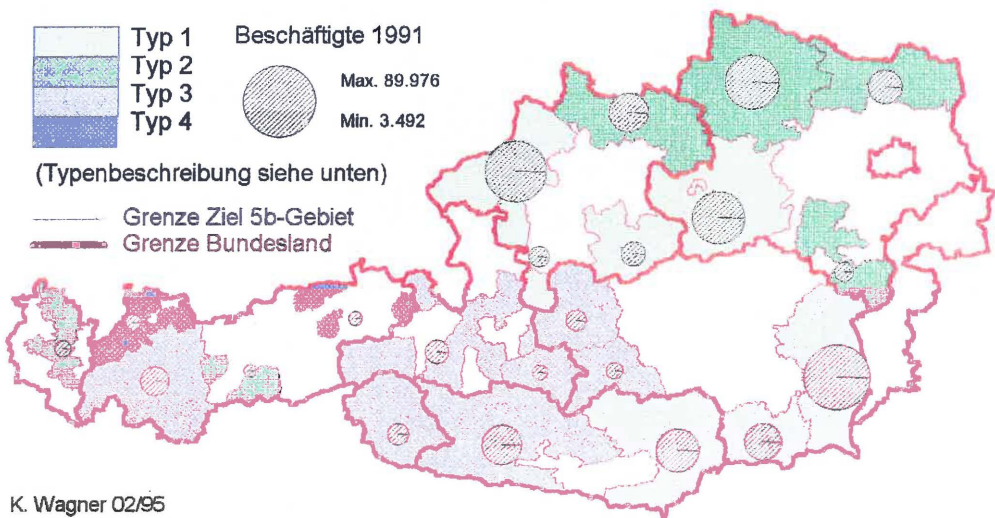 Typ 1
Typ 2
Typ 3
Typ 4
Beschäftigte 1991
Max. 89.976
Min. 3.492
(Typenbeschreibung siehe unten)
Grenze Ziel 5b-Gebiet
Grenze Bundesland
K. Wagner 02/95